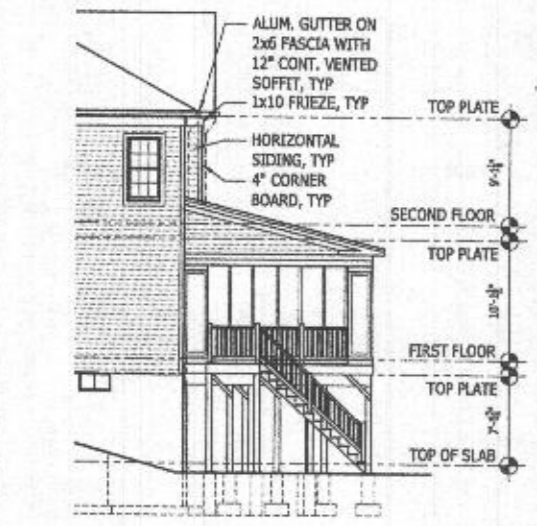 ALUM. GUTTER ON
2x6 FASCIA WITH
12" CONT. VENTED
SOFFIT, TYP
1x10 FRIEZE, TYP
TOP PLATE
HORIZONTAL
SIDING, TYP
4" CORNER
BOARD, TYP
SECOND FLOOR
TOP PLATE
FIRST FLOOR
TOP PLATE
TOP OF SLAB